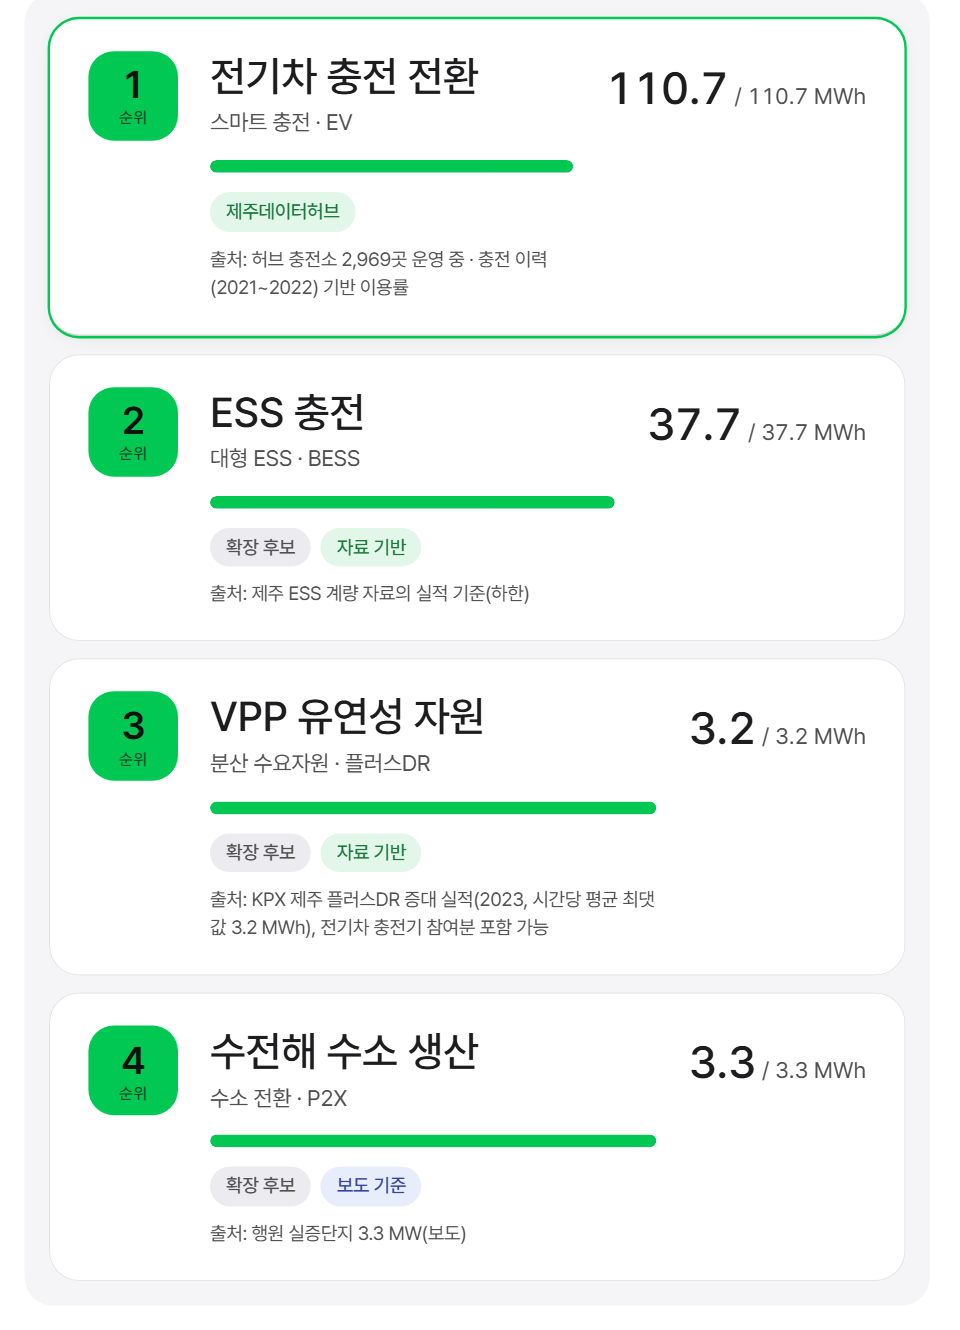 1
순위
전기차 충전 전환
스마트 충전 · EV
110.7 / 110.7 MWh
제주데이터허브
출처: 허브 충전소 2,969곳 운영 중 · 충전 이력
(2021~2022) 기반 이용률
2
순위
ESS 충전
대형 ESS · BESS
37.7 / 37.7 MWh
확장 후보
자료 기반
출처: 제주 ESS 계량 자료의 실적 기준(하한)
3
순위
VPP 유연성 자원
분산 수요자원 · 플러스DR
3.2 / 3.2 MWh
확장 후보
자료 기반
출처: KPX 제주 플러스DR 증대 실적(2023, 시간당 평균 최댓
값 3.2 MWh), 전기차 충전기 참여분 포함 가능
4
순위
수전해 수소 생산
수소 전환 · P2X
3.3 / 3.3 MWh
확장 후보
보도 기준
출처: 행원 실증단지 3.3 MW(보도)